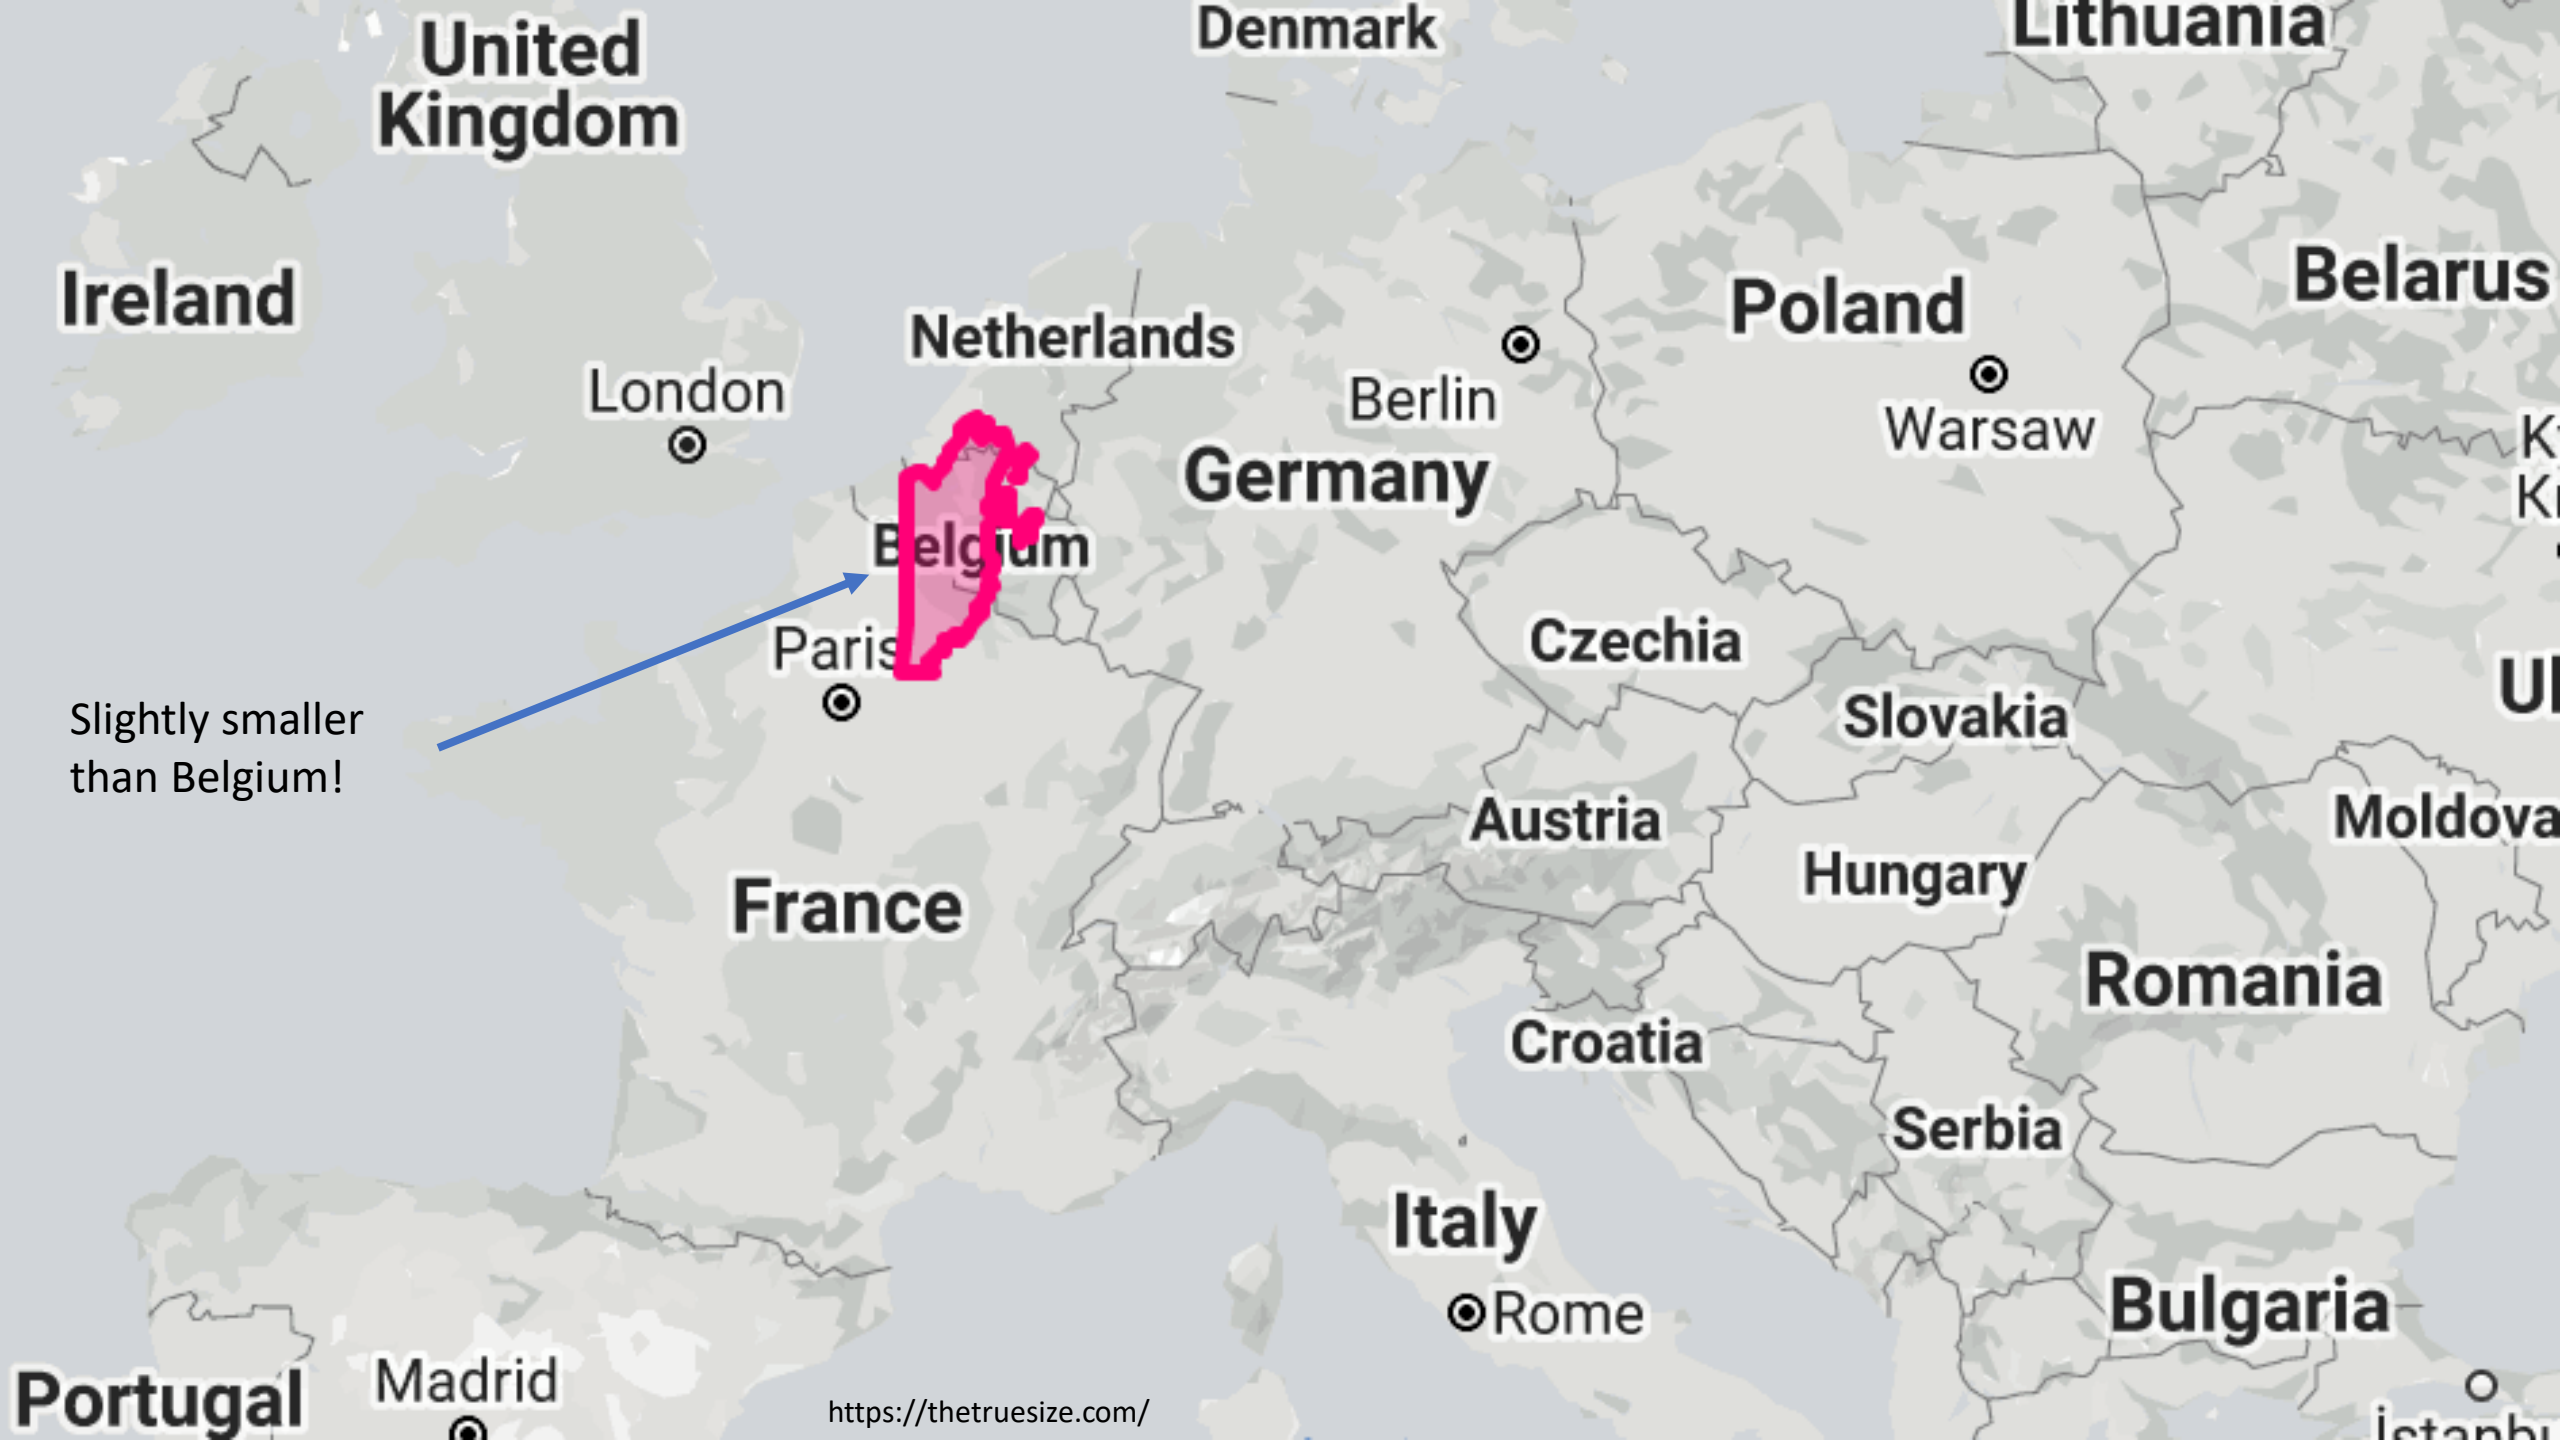 United
Kingdom
Denmark
Lithuania
Ireland
Netherlands
Poland
Belarus
London
Berlin
Warsaw
Germany
Belgium
Czechia
Paris
Slovakia
Slightly smaller
than Belgium!
Austria
Moldova
Hungary
France
Romania
Croatia
Serbia
Italy
Rome
Bulgaria
Madrid
Portugal
https://thetruesize.com/